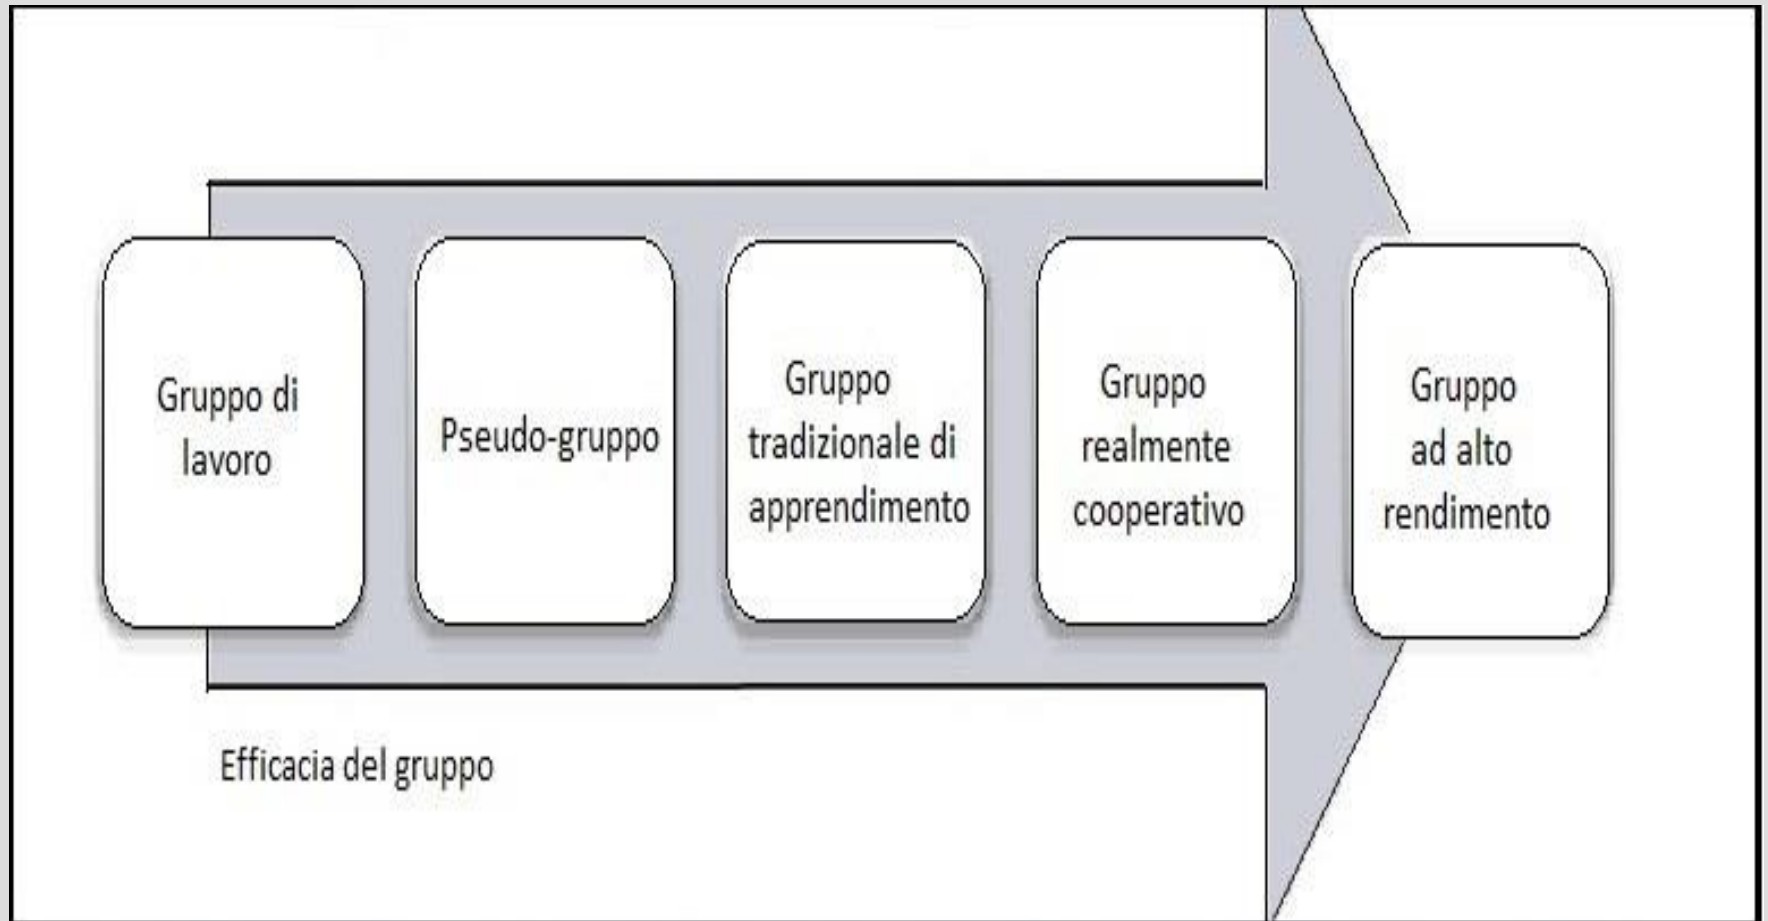 Gruppo di
lavoro
Pseudo-gruppo
Gruppo
tradizionale di
apprendimento
Gruppo
realmente
cooperativo
Gruppo
ad alto
rendimento
Efficacia del gruppo